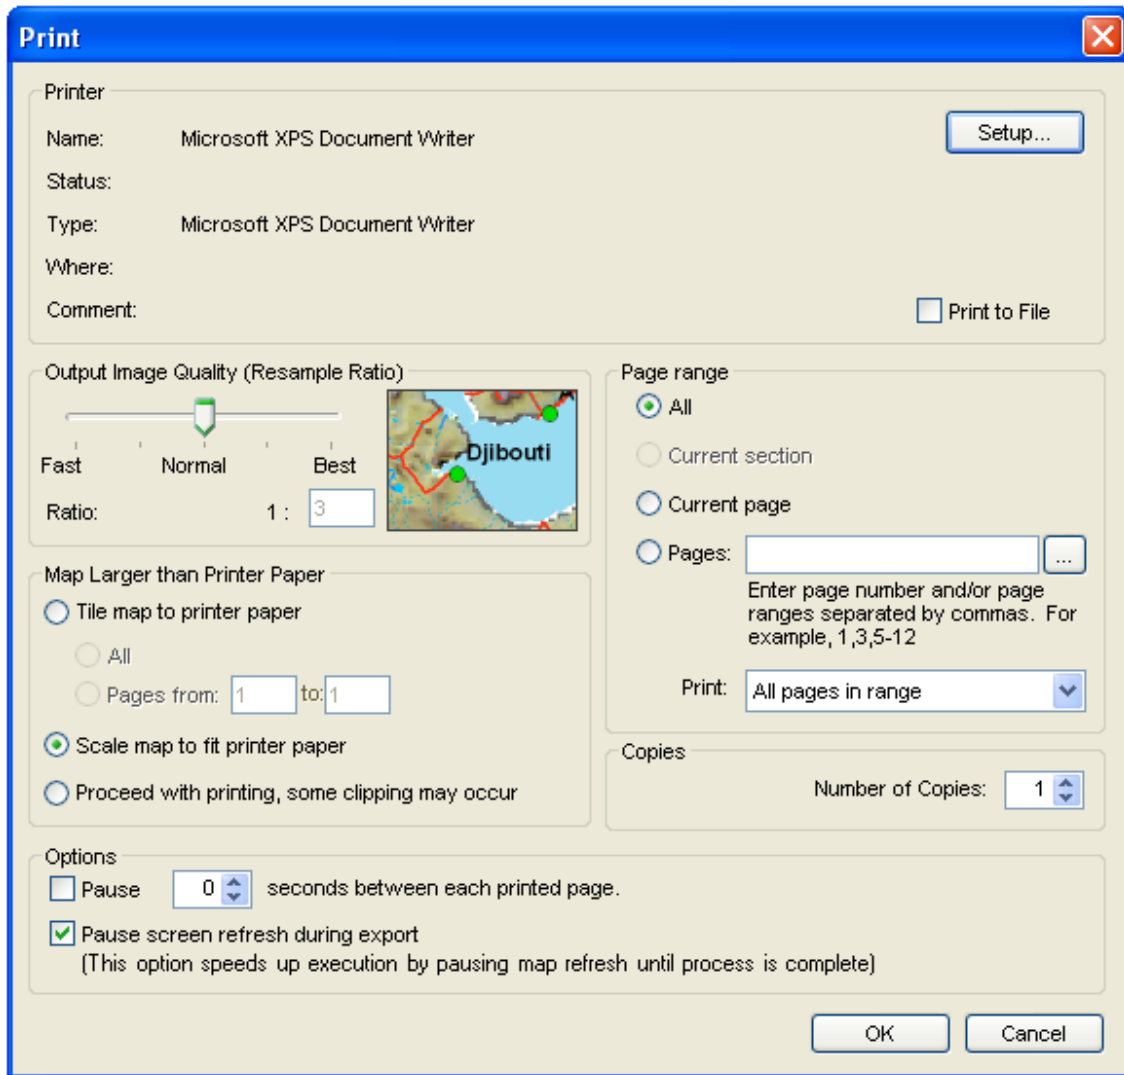 Print
Printer
Name: Microsoft XPS Document Writer
Setup...
Status:
Type: Microsoft XPS Document Writer
Where:
Comment:
Print to File
Output Image Quality (Resample Ratio)
Fast Normal Best
Ratio: 1 : 3
Djibouti
Map Larger than Printer Paper
Tile map to printer paper
All
Pages from: 1 to: 1
Scale map to fit printer paper
Proceed with printing, some clipping may occur
Page range
All
Current section
Current page
Pages: ...
Enter page number and/or page
ranges separated by commas. For
example, 1,3,5-12
Print: All pages in range
Copies
Number of Copies: 1
Options
Pause 0 seconds between each printed page.
Pause screen refresh during export
(This option speeds up execution by pausing map refresh until process is complete)
OK Cancel